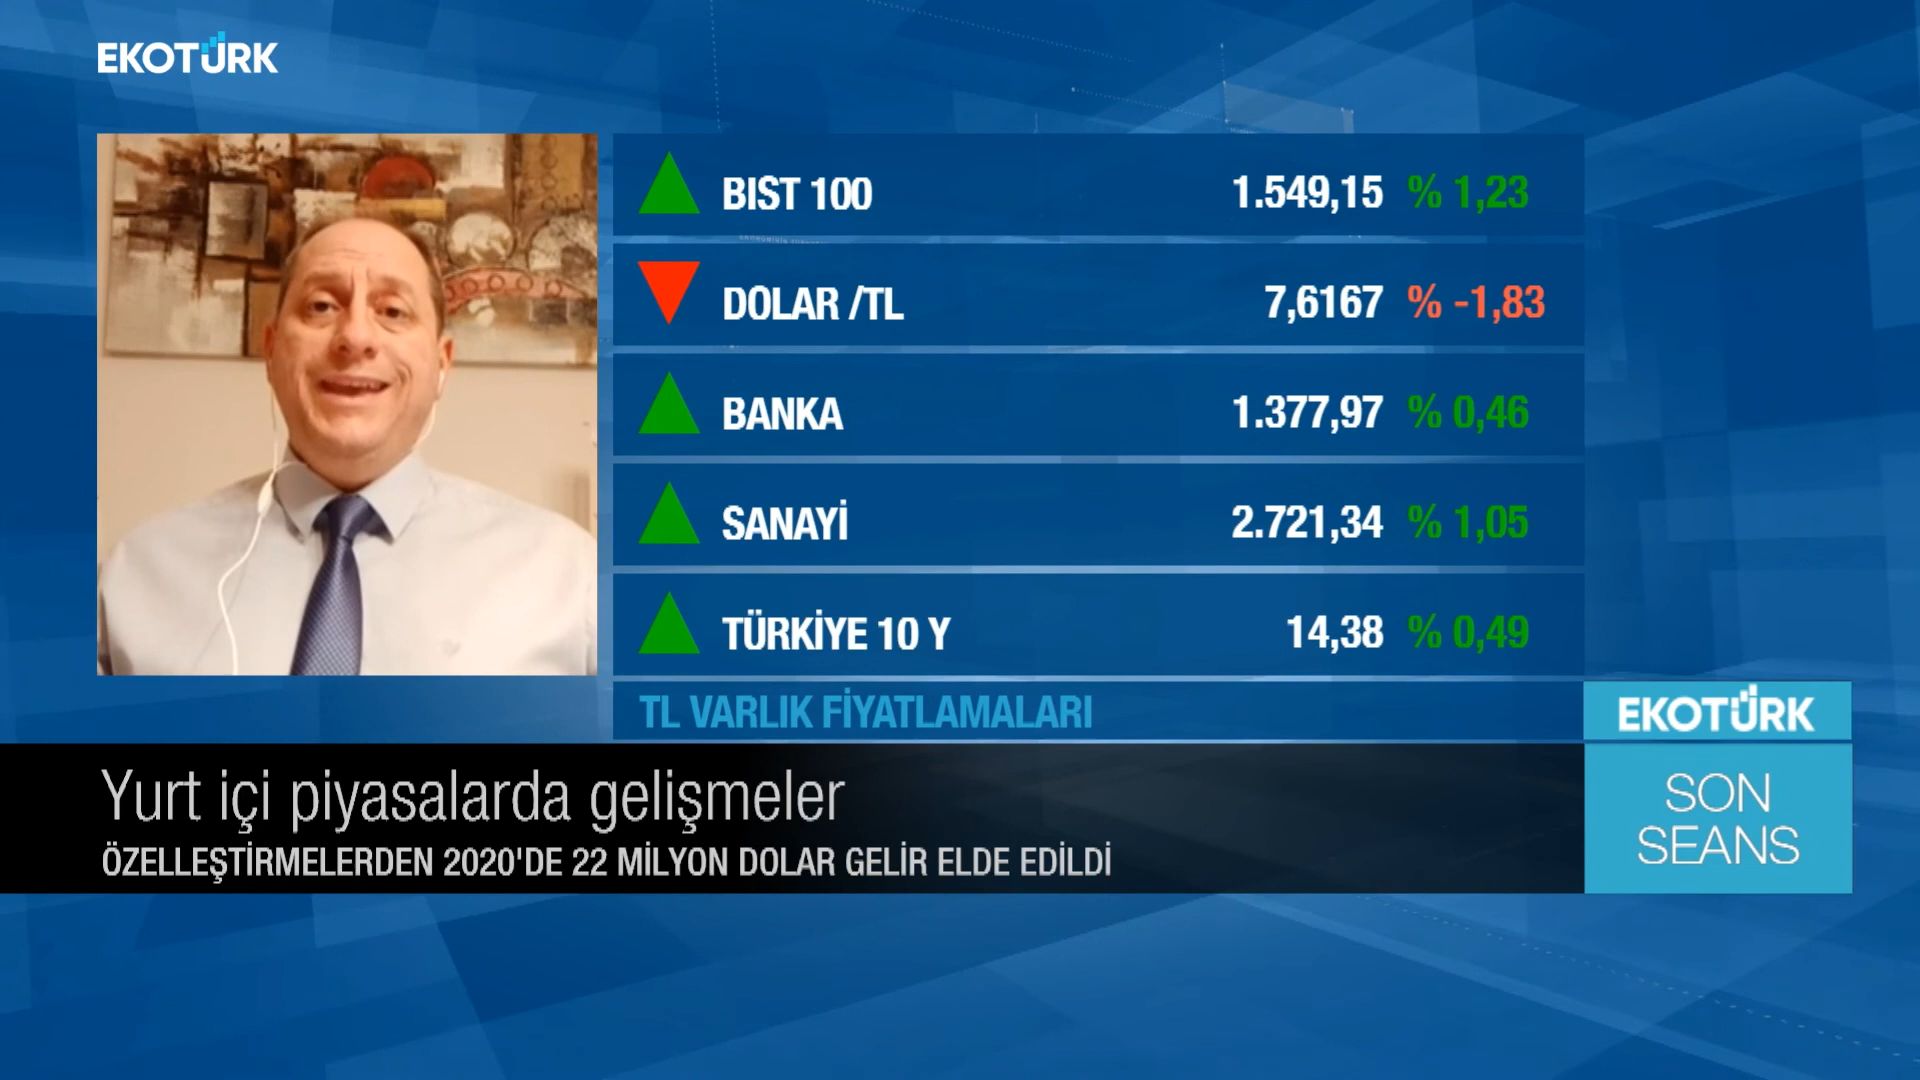 EKOTÜRK
BIST 100 1.549,15 % 1,23
DOLAR /TL 7,6167 % -1,83
BANKA 1.377,97 % 0,46
SANAYİ 2.721,34 % 1,05
TÜRKİYE 10 Y 14,38 % 0,49
TL VARLIK FİYATLAMALARI
EKOTÜRK
Yurt içi piyasalarda gelişmeler
ÖZELLEŞTİRMELERDEN 2020'DE 22 MİLYON DOLAR GELİR ELDE EDİLDİ
SON
SEANS